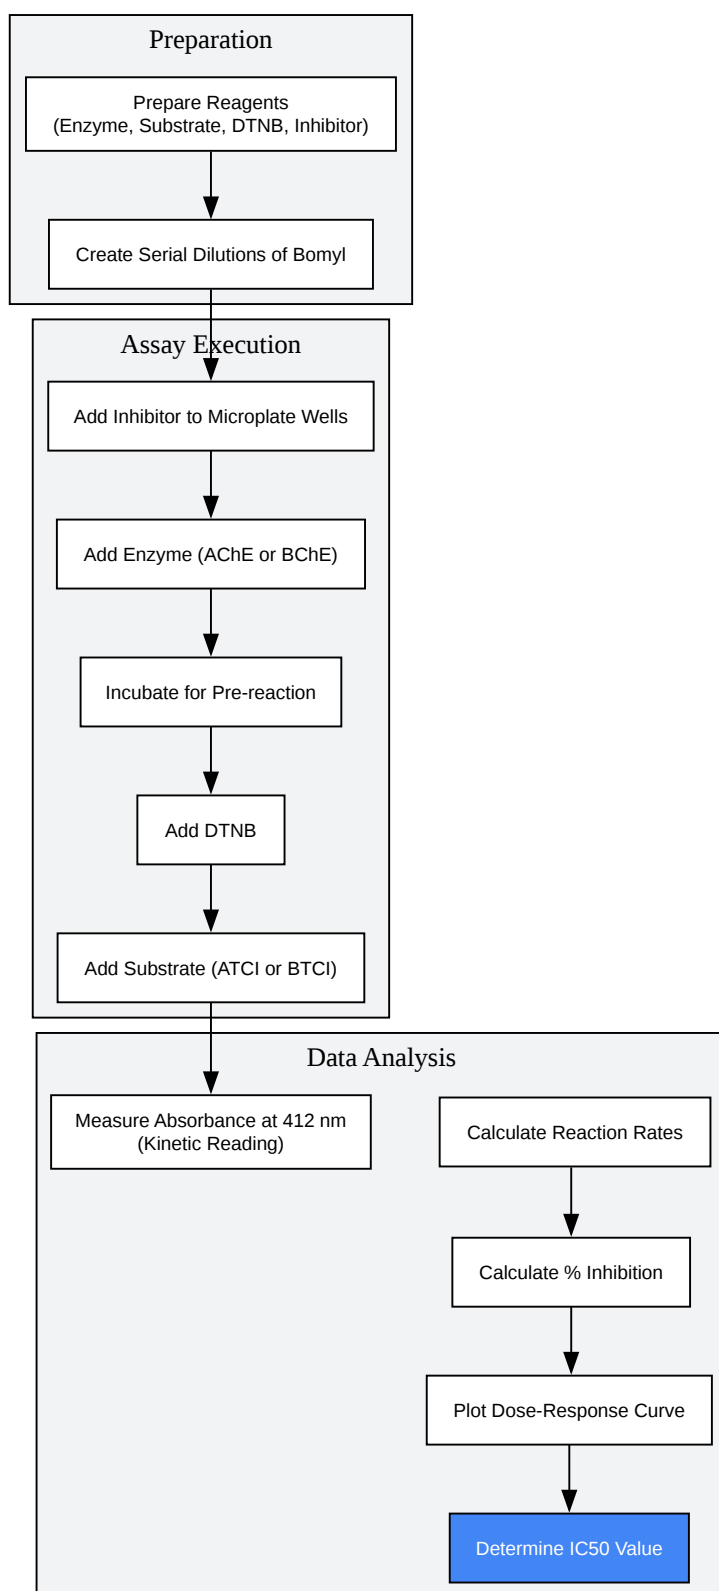 Preparation
Prepare Reagents
(Enzyme, Substrate, DTNB, Inhibitor)
Create Serial Dilutions of Bomyl
Assay Execution
Add Inhibitor to Microplate Wells
Add Enzyme (AChE or BChE)
Incubate for Pre-reaction
Add DTNB
Add Substrate (ATCI or BTCI)
Data Analysis
Measure Absorbance at 412 nm
(Kinetic Reading)
Calculate Reaction Rates
Calculate % Inhibition
Plot Dose-Response Curve
Determine IC50 Value